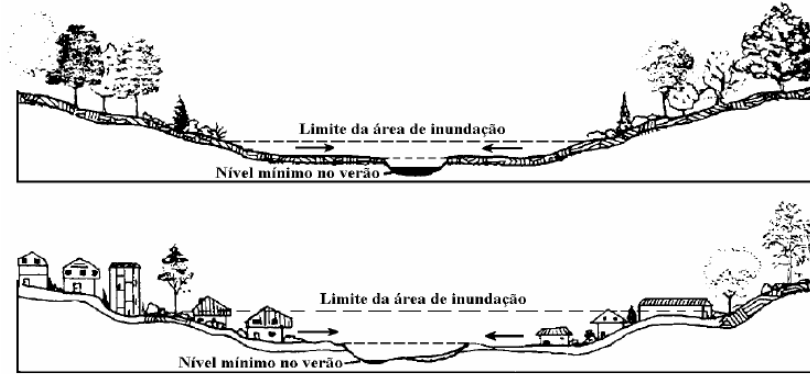 Limite da área de inundação
Nível mínimo no verão
Limite da área de inundação
Nível mínimo no verão